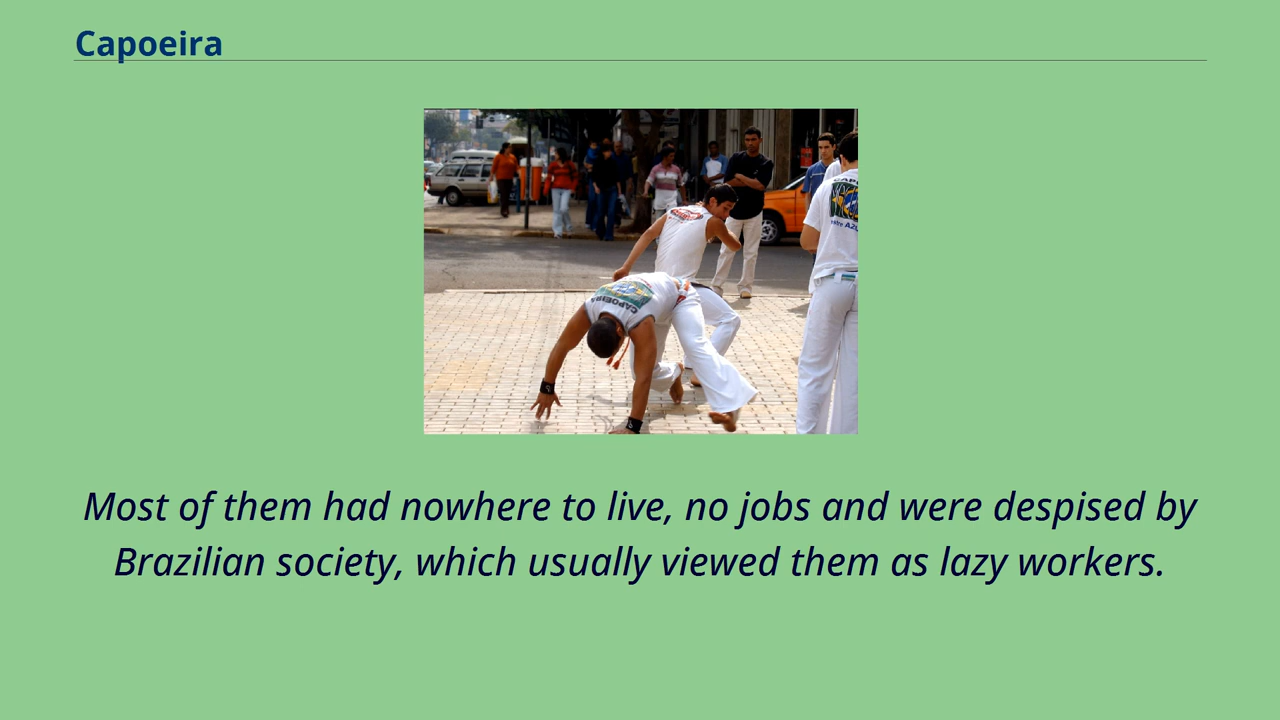 Capoeira
Most of them had nowhere to live, no jobs and were despised by
Brazilian society, which usually viewed them as lazy workers.
CAPOEIRA